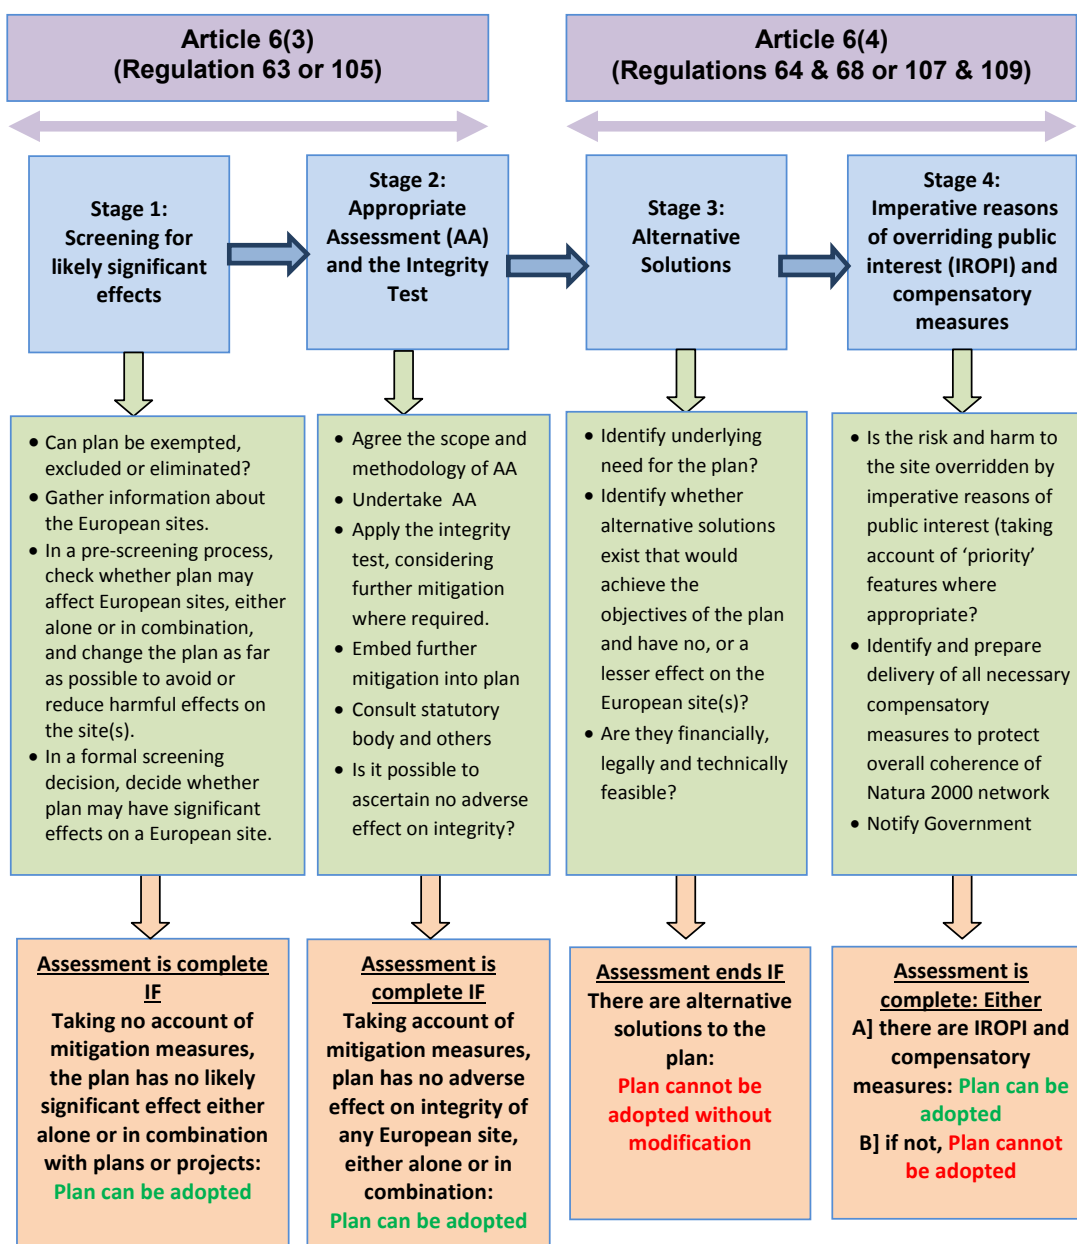 Article 6(3)
(Regulation 63 or 105)
Article 6(4)
(Regulations 64 & 68 or 107 & 109)
Stage 1:
Screening for
likely significant
effects
Stage 2:
Appropriate
Assessment (AA)
and the Integrity
Test
Stage 3:
Alternative
Solutions
Stage 4:
Imperative reasons
of overriding public
interest (IROPI) and
compensatory
measures
• Can plan be exempted,
excluded or eliminated?
• Gather information about
the European sites.
• In a pre-screening process,
check whether plan may
affect European sites, either
alone or in combination,
and change the plan as far
as possible to avoid or
reduce harmful effects on
the site(s).
• In a formal screening
decision, decide whether
plan may have significant
effects on a European site.
• Agree the scope and
methodology of AA
• Undertake AA
• Apply the integrity
test, considering
further mitigation
where required.
• Embed further
mitigation into plan
• Consult statutory
body and others
• Is it possible to
ascertain no adverse
effect on integrity?
• Identify underlying
need for the plan?
• Identify whether
alternative solutions
exist that would
achieve the
objectives of the plan
and have no, or a
lesser effect on the
European site(s)?
• Are they financially,
legally and technically
feasible?
• Is the risk and harm to
the site overridden by
imperative reasons of
public interest (taking
account of ‘priority’
features where
appropriate?
• Identify and prepare
delivery of all necessary
compensatory
measures to protect
overall coherence of
Natura 2000 network
• Notify Government
Assessment is complete
IF
Taking no account of
mitigation measures,
the plan has no likely
significant effect either
alone or in combination
with plans or projects:
Plan can be adopted
Assessment is
complete IF
Taking account of
mitigation measures,
plan has no adverse
effect on integrity of
any European site,
either alone or in
combination:
Plan can be adopted
Assessment ends IF
There are alternative
solutions to the
plan:
Plan cannot be
adopted without
modification
Assessment is
complete: Either
A] there are IROPI and
compensatory
measures: Plan can be
adopted
B] if not, Plan cannot
be adopted